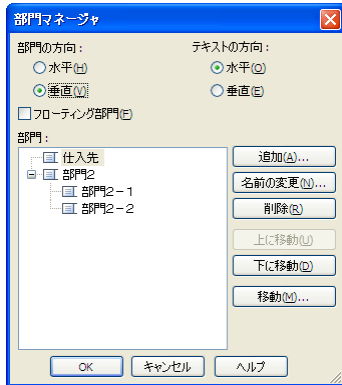 部門マネージャ
部門の方向： テキストの方向：
水平(H) 水平(O)
垂直(V) 垂直(E)
フローティング部門(F)
部門：
仕入先 追加(A)...
部門2 名前の変更(N)...
部門2－1 削除(R)
部門2－2
上に移動(U)
下に移動(D)
移動(M)...
OK キャンセル ヘルプ